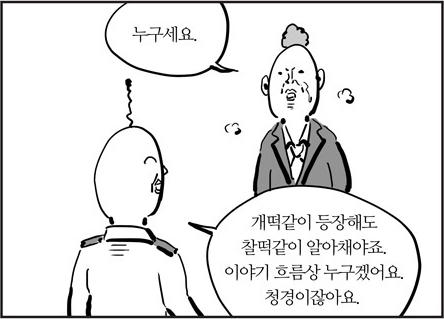 누구세요.
개떡같이 등장해도
찰떡같이 알아채야죠.
이야기 흐름상 누구겠어요.
청경이잖아요.